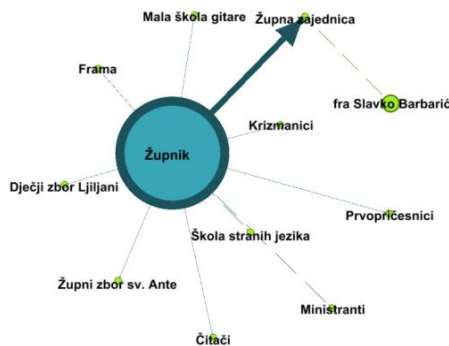 Mala škola gitare
Župna zajednica
Frama
fra Slavko Barbarić
Krizmanici
Župnik
Dječji zbor Ljiljani
Prvopričesnici
Škola stranih jezika
Župni zbor sv. Ante
Ministranti
Čitači